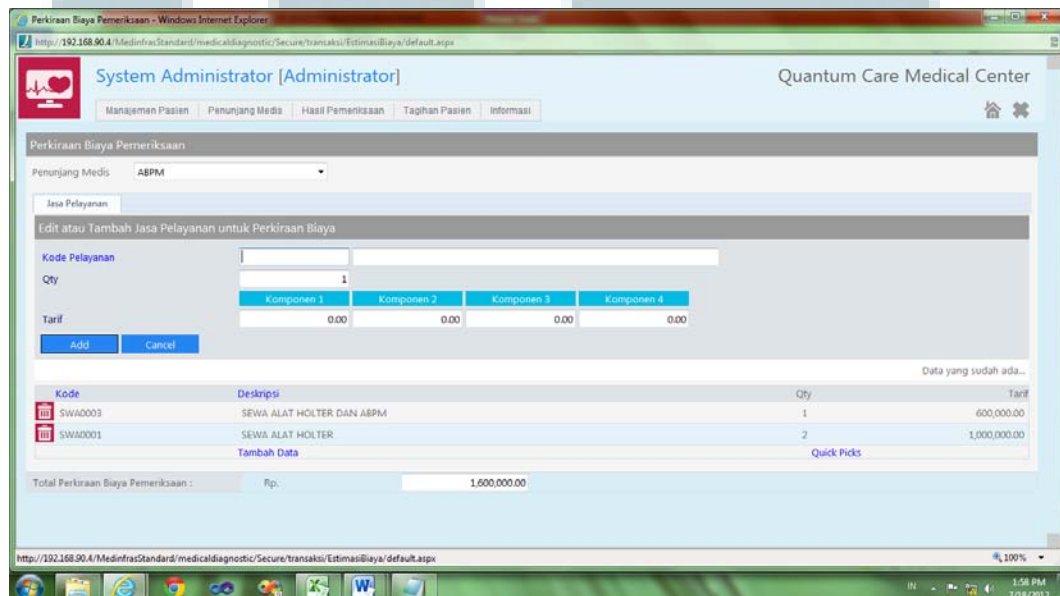 Perkiraan Biaya Pemeriksaan - Windows Internet Explorer
http://192.168.90.4/MedinfrasStandard/medicaldiagnostic/Secure/transaksi/EstimasiBiaya/default.aspx
System Administrator [Administrator]
Quantum Care Medical Center
Manajemen Pasien Penunjang Medis Hasil Pemeriksaan Tagihan Pasien Informasi
Perkiraan Biaya Pemeriksaan
Penunjang Medis ABPM
Jasa Pelayanan
Edit atau Tambah Jasa Pelayanan untuk Perkiraan Biaya
Kode Pelayanan
Qty 1
Komponen 1 Komponen 2 Komponen 3 Komponen 4
Tarif 0.00 0.00 0.00 0.00
Add Cancel
Data yang sudah ada...
Kode Deskripsi Qty Tarif
SWA0003 SEWA ALAT HOLTER DAN ABPM 1 600,000.00
SWA0001 SEWA ALAT HOLTER 2 1,000,000.00
Tambah Data Quick Picks
Total Perkiraan Biaya Pemeriksaan : Rp. 1,600,000.00
http://192.168.90.4/MedinfrasStandard/medicaldiagnostic/Secure/transaksi/EstimasiBiaya/default.aspx
100%
IN 1:58 PM
7/18/2012